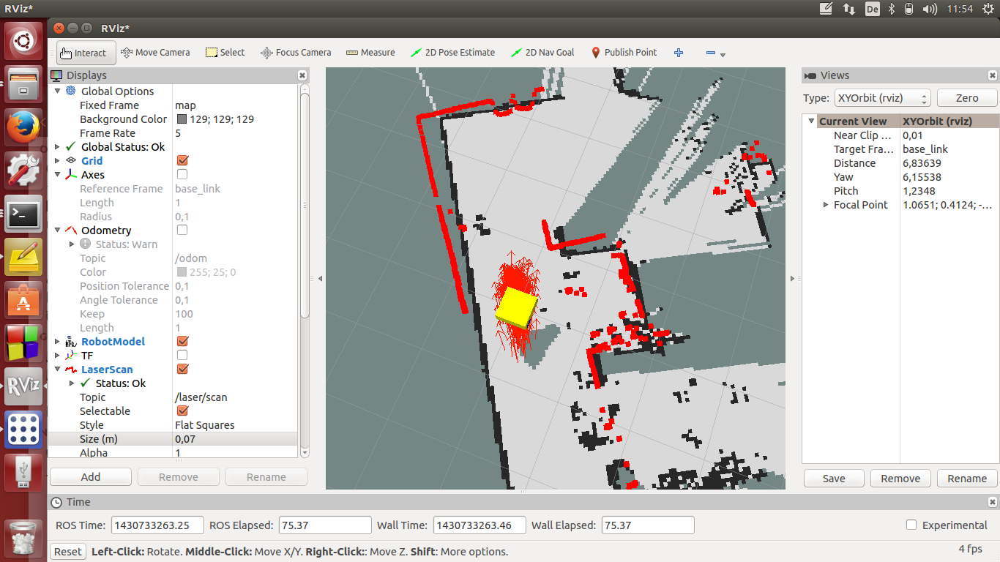 RViz*
De
11:54
RViz*
Interact
Move Camera
Select
Focus Camera
Measure
2D Pose Estimate
2D Nav Goal
Publish Point
Displays
Global Options
Fixed Frame map
Background Color 129; 129; 129
Frame Rate 5
Global Status: Ok
Grid
Axes
Reference Frame base_link
Length 1
Radius 0,1
Odometry
Status: Warn
Topic /odom
Color 255; 25; 0
Position Tolerance 0,1
Angle Tolerance 0,1
Keep 100
Length 1
RobotModel
TF
LaserScan
Status: Ok
Topic /laser/scan
Selectable
Style Flat Squares
Size (m) 0,07
Alpha 1
Add Remove Rename
Views
Type: XYOrbit (rviz) Zero
Current View XYOrbit (rviz)
Near Clip ... 0,01
Target Fra... base_link
Distance 6,83639
Yaw 6,15538
Pitch 1,2348
Focal Point 1.0651; 0.4124; -...
Save Remove Rename
RViz
Time
ROS Time: 1430733263.25 ROS Elapsed: 75.37 Wall Time: 1430733263.46 Wall Elapsed: 75.37 Experimental
Reset Left-Click: Rotate. Middle-Click: Move X/Y. Right-Click:: Move Z. Shift: More options. 4 fps